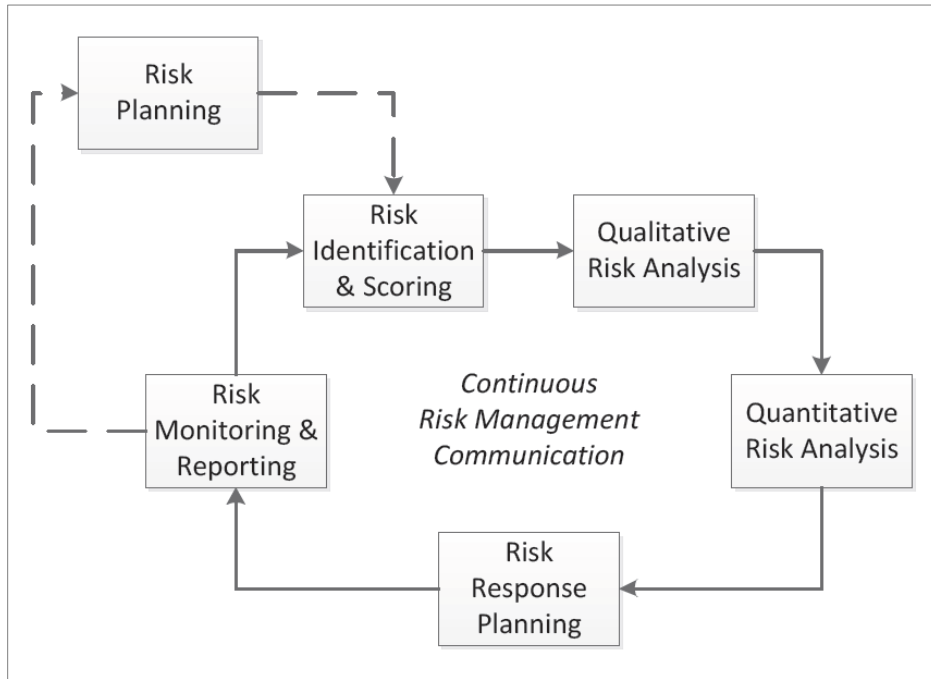 Risk
Planning
Risk
Identification
& Scoring
Qualitative
Risk Analysis
Continuous
Risk Management
Communication
Risk
Monitoring &
Reporting
Quantitative
Risk Analysis
Risk
Response
Planning